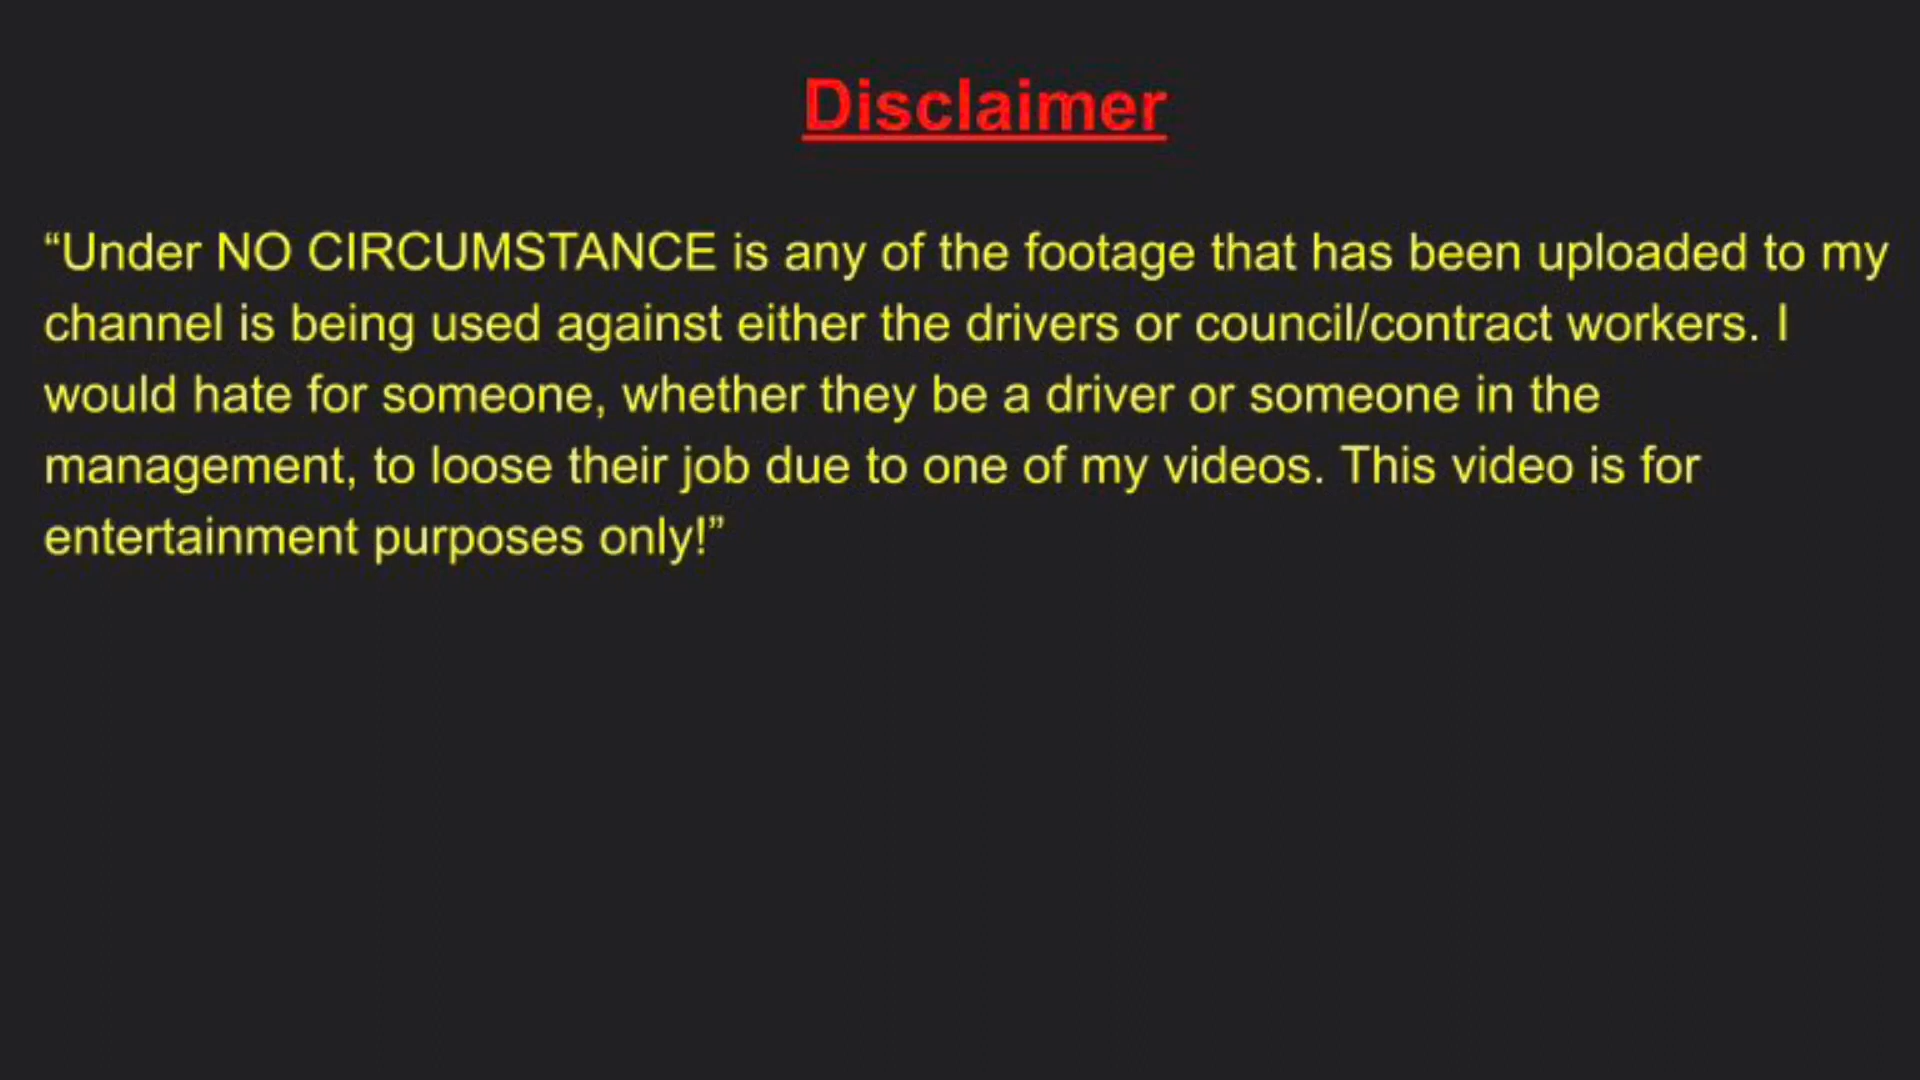 Disclaimer
“Under NO CIRCUMSTANCE is any of the footage that has been uploaded to my
channel is being used against either the drivers or council/contract workers. I
would hate for someone, whether they be a driver or someone in the
management, to loose their job due to one of my videos. This video is for
entertainment purposes only!”